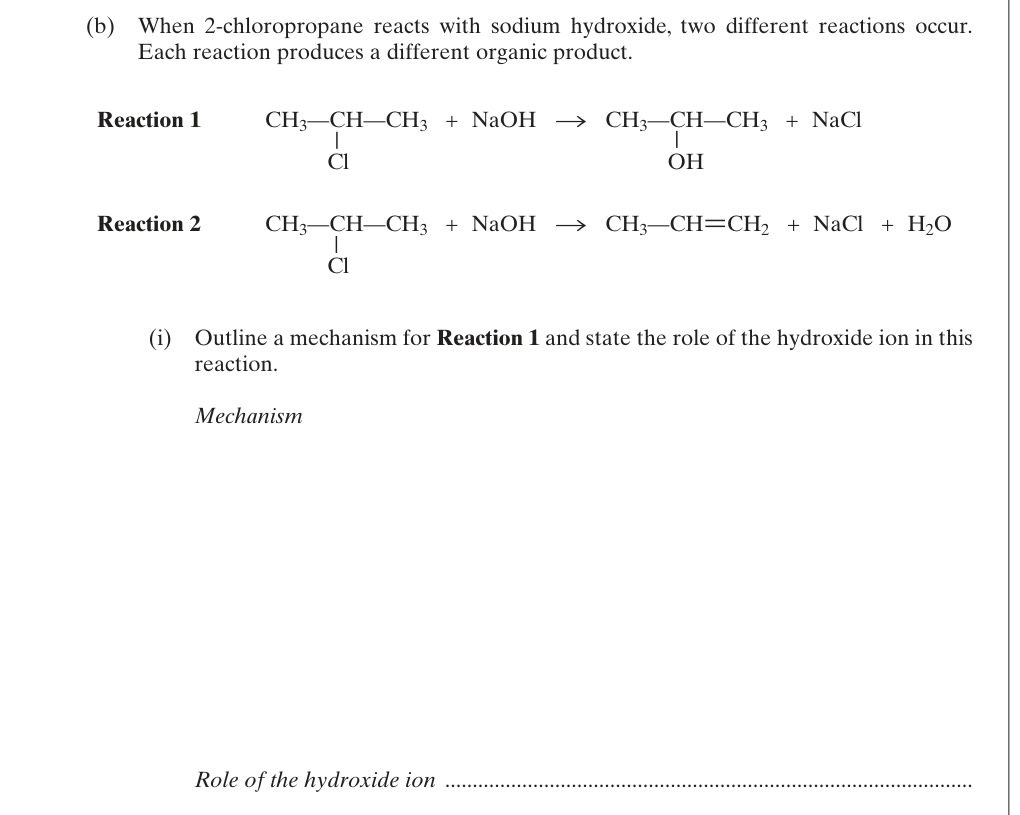 (b) When 2-chloropropane reacts with sodium hydroxide, two different reactions occur.
Each reaction produces a different organic product.
Reaction 1 CH₃—CH—CH₃ + NaOH ⟶ CH₃—CH—CH₃ + NaCl
| |
Cl OH
Reaction 2 CH₃—CH—CH₃ + NaOH ⟶ CH₃—CH=CH₂ + NaCl + H₂O
|
Cl
(i) Outline a mechanism for Reaction 1 and state the role of the hydroxide ion in this
reaction.
Mechanism
Role of the hydroxide ion ................................................................................................